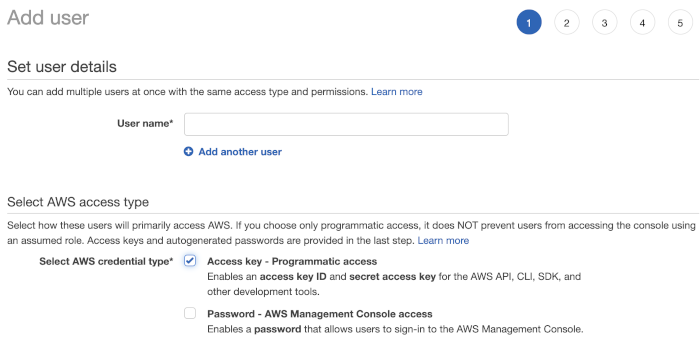 Add user
1 2 3 4 5
Set user details
You can add multiple users at once with the same access type and permissions. Learn more
User name*
Add another user
Select AWS access type
Select how these users will primarily access AWS. If you choose only programmatic access, it does NOT prevent users from accessing the console using
an assumed role. Access keys and autogenerated passwords are provided in the last step. Learn more
Select AWS credential type* Access key - Programmatic access
Enables an access key ID and secret access key for the AWS API, CLI, SDK, and
other development tools.
Password - AWS Management Console access
Enables a password that allows users to sign-in to the AWS Management Console.